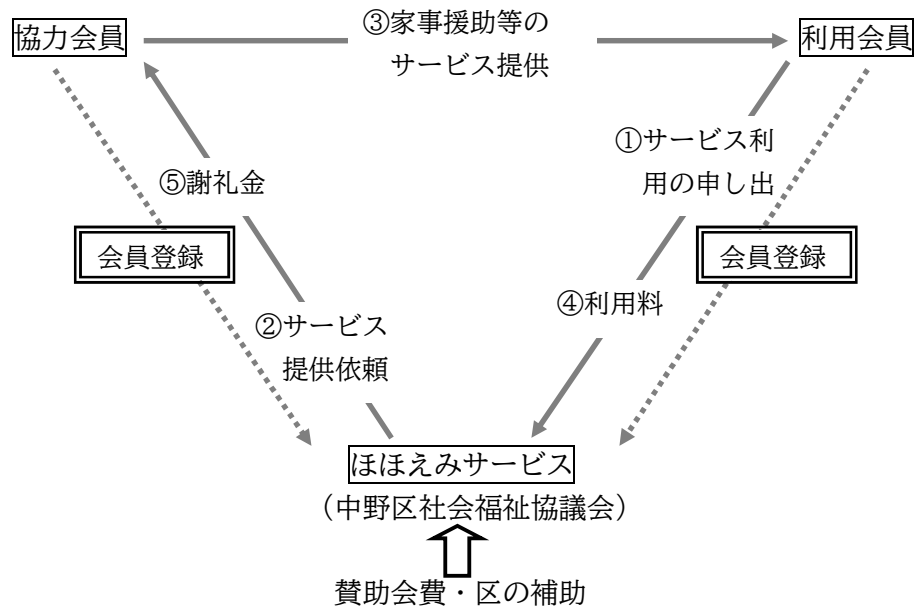 協力会員
③家事援助等の
サービス提供
利用会員
①サービス利
用の申し出
⑤謝礼金
会員登録
会員登録
②サービス
提供依頼
④利用料
ほほえみサービス
（中野区社会福祉協議会）
賛助会費・区の補助